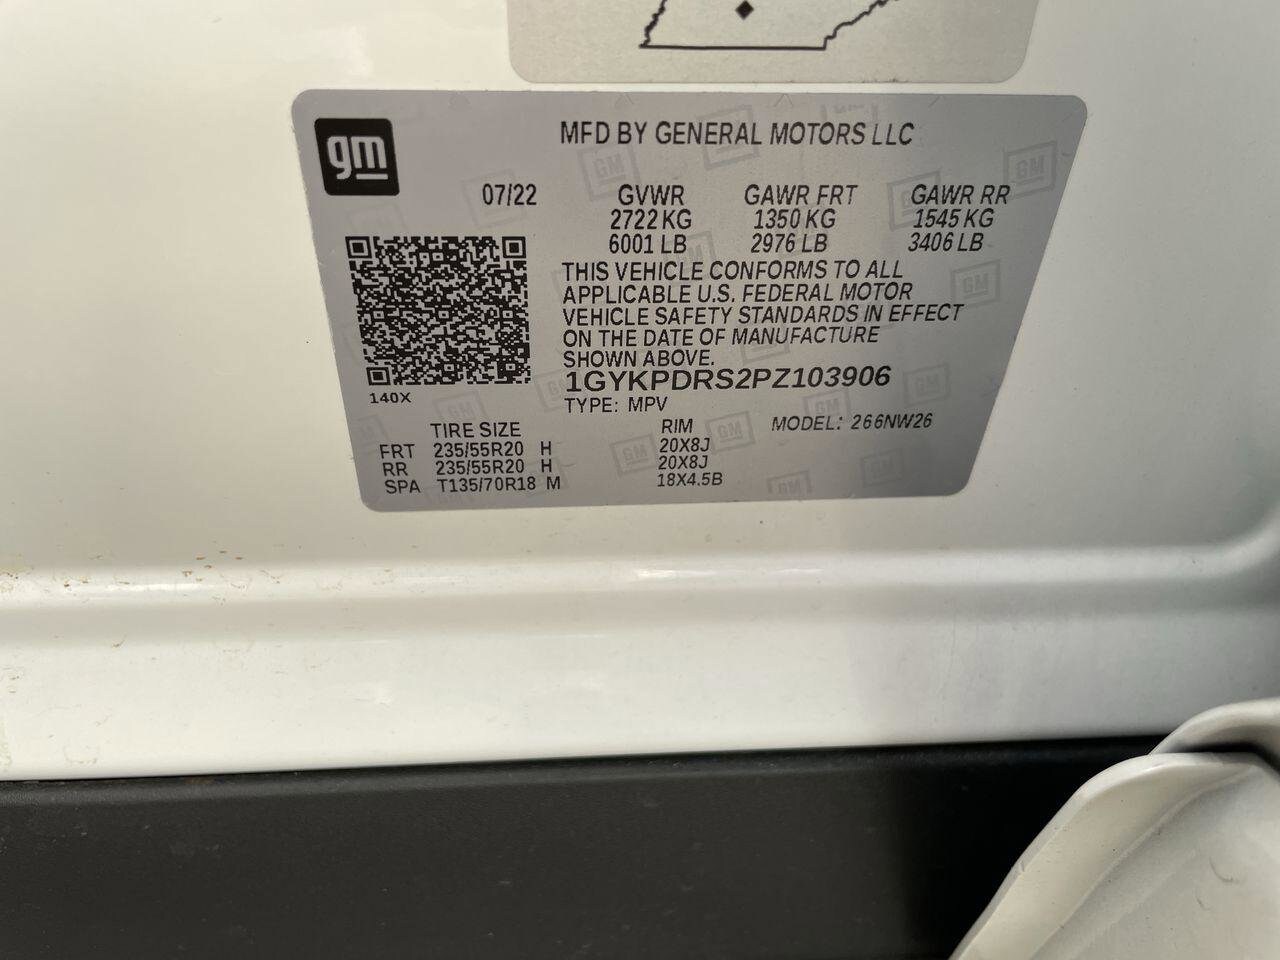 gm
MFD BY GENERAL MOTORS LLC
07/22 GVWR GAWR FRT GAWR RR
2722 KG 1350 KG 1545 KG
6001 LB 2976 LB 3406 LB
THIS VEHICLE CONFORMS TO ALL
APPLICABLE U.S. FEDERAL MOTOR
VEHICLE SAFETY STANDARDS IN EFFECT
ON THE DATE OF MANUFACTURE
SHOWN ABOVE.
1GYKPDRS2PZ103906
140X
TYPE: MPV
TIRE SIZE RIM MODEL: 266NW26
FRT 235/55R20 H 20X8J
RR 235/55R20 H 20X8J
SPA T135/70R18 M 18X4.5B